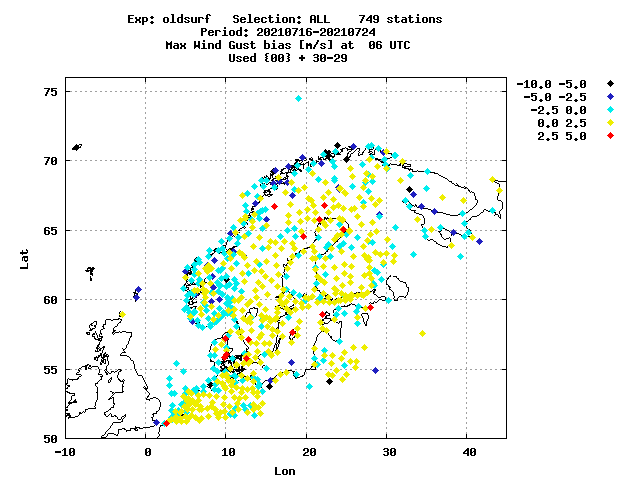 Exp: oldsurf Selection: ALL 749 stations
Period: 20210716-20210724
Max Wind Gust bias [m/s] at 06 UTC
Used {00} + 30-29
-10.0 -5.0
-5.0 -2.5
-2.5 0.0
0.0 2.5
2.5 5.0
75
70
65
60
55
50
Lat
-10 0 10 20 30 40
Lon